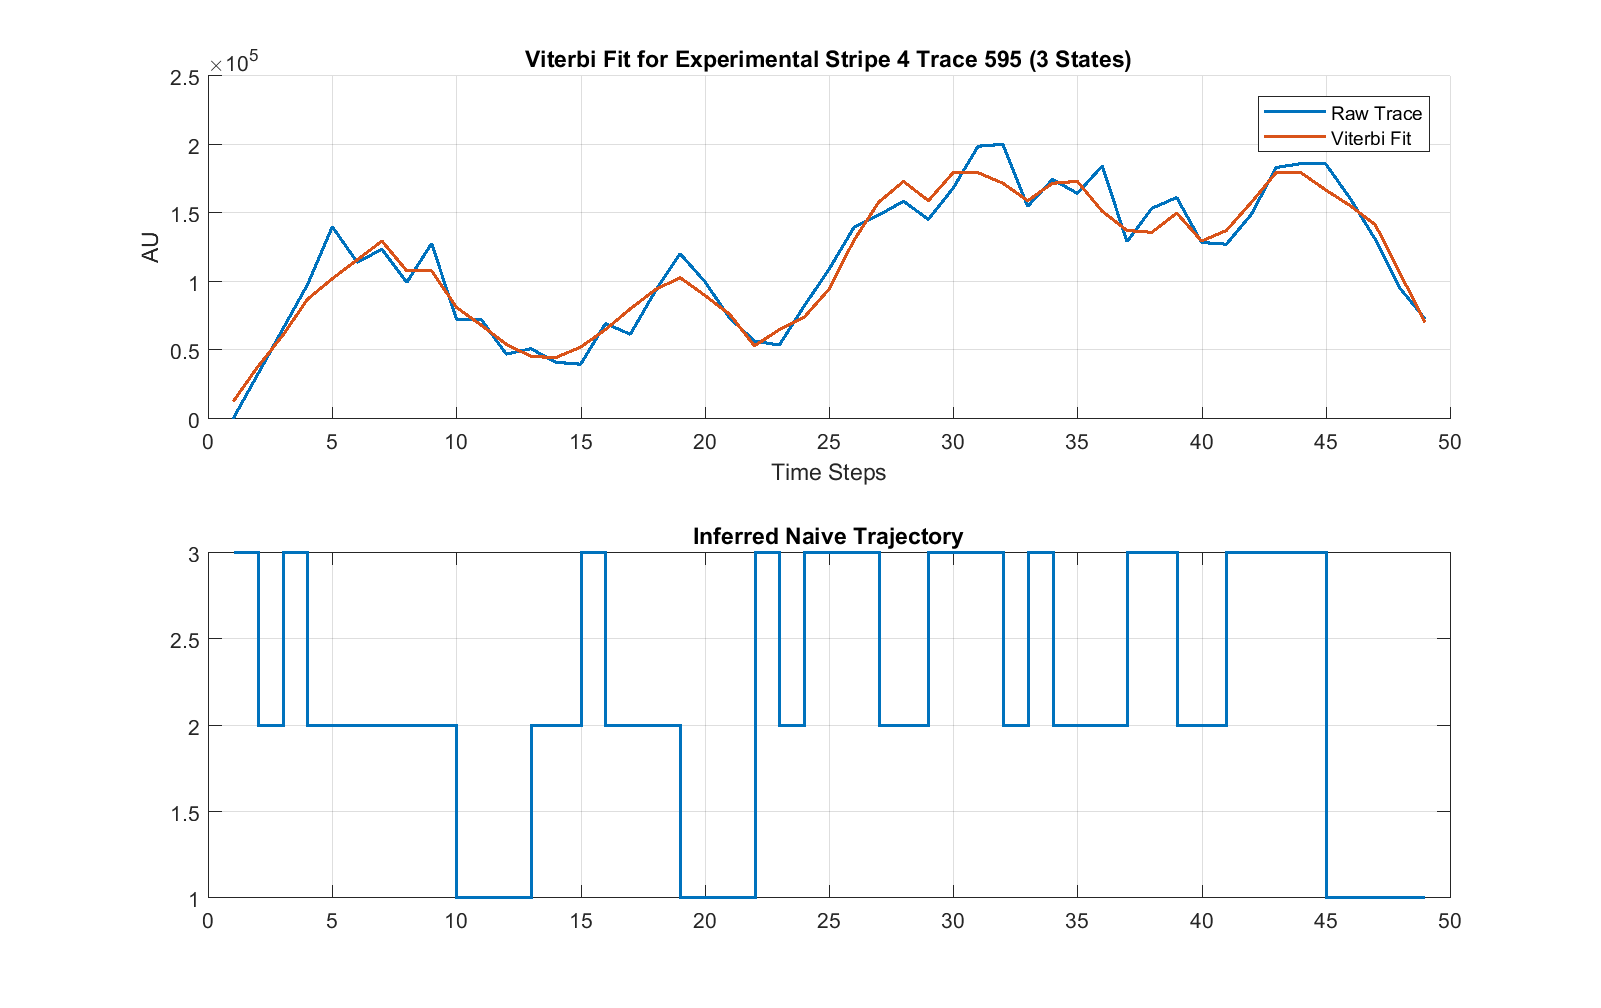 Viterbi Fit for Experimental Stripe 4 Trace 595 (3 States)
×10^5
2.5
2
1.5
1
0.5
0
AU
Raw Trace
Viterbi Fit
0 5 10 15 20 25 30 35 40 45 50
Time Steps
Inferred Naive Trajectory
3
2.5
2
1.5
1
0 5 10 15 20 25 30 35 40 45 50